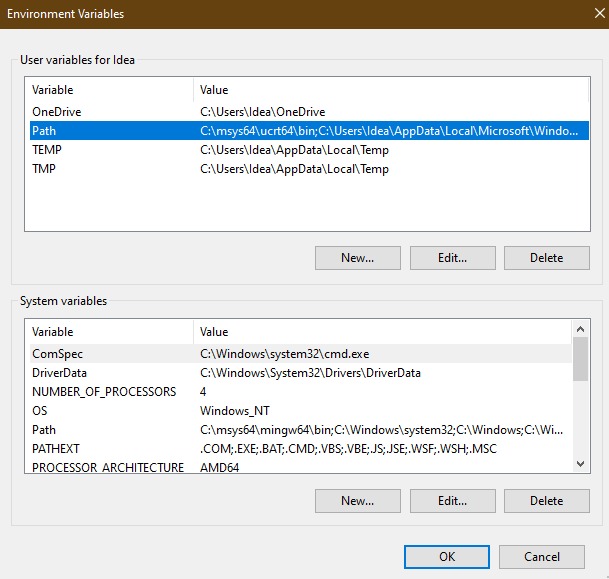 Environment Variables
User variables for Idea
Variable Value
OneDrive C:\Users\Idea\OneDrive
Path C:\msys64\ucrt64\bin;C:\Users\Idea\AppData\Local\Microsoft\Windo...
TEMP C:\Users\Idea\AppData\Local\Temp
TMP C:\Users\Idea\AppData\Local\Temp
New... Edit... Delete
System variables
Variable Value
ComSpec C:\Windows\system32\cmd.exe
DriverData C:\Windows\System32\Drivers\DriverData
NUMBER_OF_PROCESSORS 4
OS Windows_NT
Path C:\msys64\mingw64\bin;C:\Windows\system32;C:\Windows;C:\Wi...
PATHEXT .COM;.EXE;.BAT;.CMD;.VBS;.VBE;.JS;.JSE;.WSF;.WSH;.MSC
PROCESSOR_ARCHITECTURE AMD64
New... Edit... Delete
OK Cancel